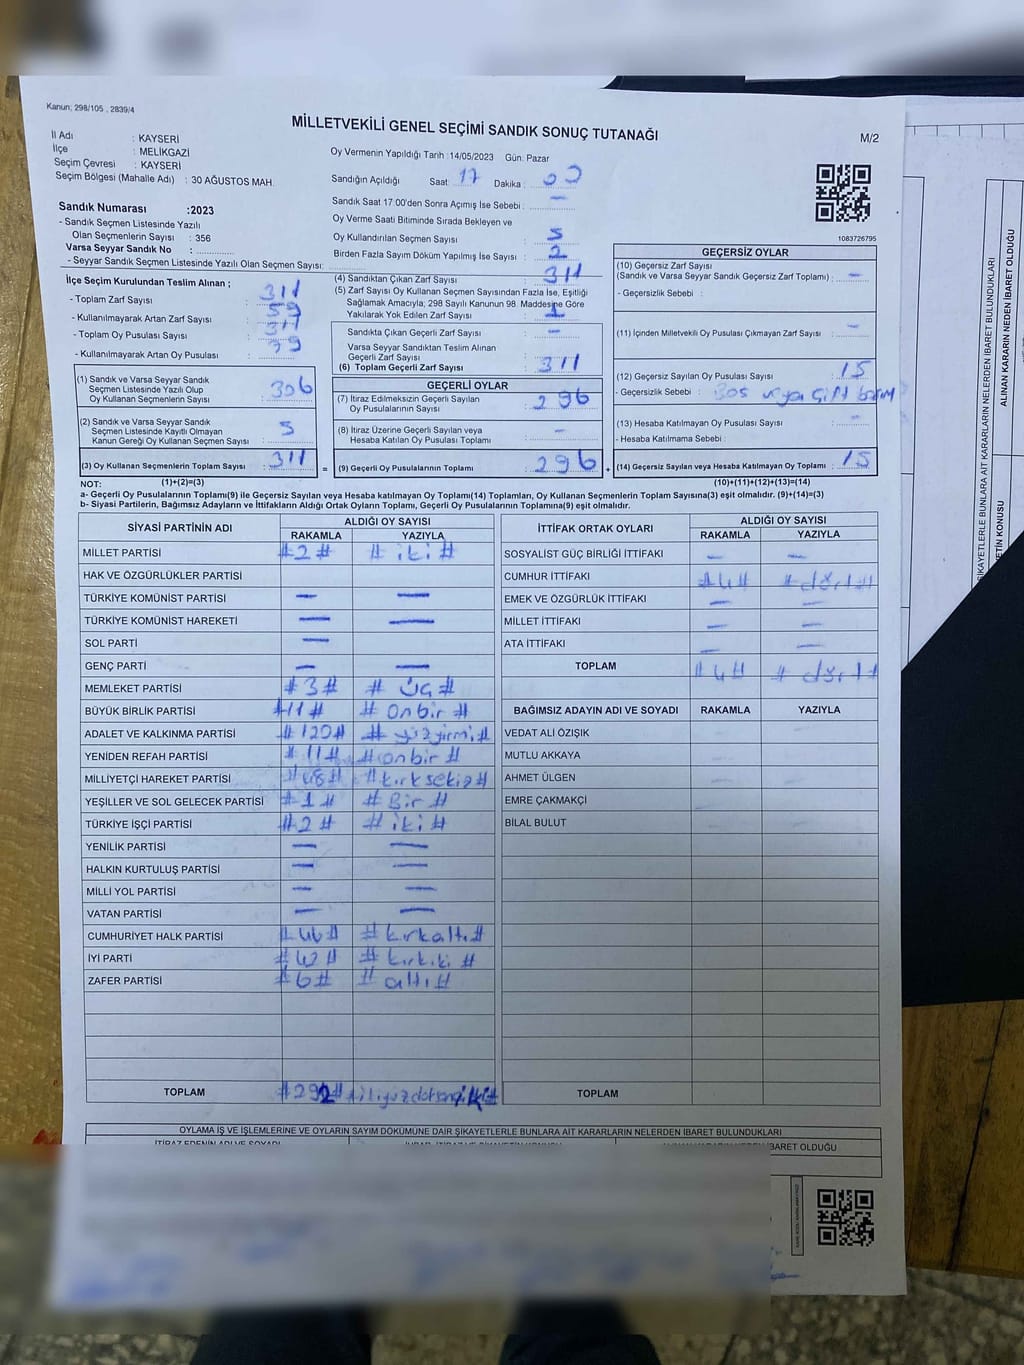 Kanun; 298/105 , 2839/4
MİLLETVEKİLİ GENEL SEÇİMİ SANDIK SONUÇ TUTANAĞI
M/2
İl Adı : KAYSERİ
İlçe : MELİKGAZİ
Seçim Çevresi : KAYSERİ
Seçim Bölgesi (Mahalle Adı) : 30 AĞUSTOS MAH.
Oy Vermenin Yapıldığı Tarih : 14/05/2023 Gün: Pazar
Sandığın Açıldığı Saat: 17 Dakika :
Sandık Saat 17.00'den Sonra Açımış İse Sebebi : —
Oy Verme Saati Bitiminde Sırada Bekleyen ve
Oy Kullandırılan Seçmen Sayısı : 5
Birden Fazla Sayım Döküm Yapılmış İse Sayısı : 2
1083726795
Sandık Numarası :2023
- Sandık Seçmen Listesinde Yazılı
Olan Seçmenlerin Sayısı : 356
Varsa Seyyar Sandık No :
- Seyyar Sandık Seçmen Listesinde Yazılı Olan Seçmen Sayısı:
İlçe Seçim Kurulundan Teslim Alınan ;
- Toplam Zarf Sayısı : 311
- Kullanılmayarak Artan Zarf Sayısı : 59
- Toplam Oy Pusulası Sayısı : 311
- Kullanılmayarak Artan Oy Pusulası :
(1) Sandık ve Varsa Seyyar Sandık
Seçmen Listesinde Yazılı Olup
Oy Kullanan Seçmenlerin Sayısı : 306
(2) Sandık ve Varsa Seyyar Sandık
Seçmen Listesinde Kayıtlı Olmayan
Kanun Gereği Oy Kullanan Seçmen Sayısı : 5
(3) Oy Kullanan Seçmenlerin Toplam Sayısı : 311
(4) Sandıktan Çıkan Zarf Sayısı : 311
(5) Zarf Sayısı Oy Kullanan Seçmen Sayısından Fazla İse, Eşitliği
Sağlamak Amacıyla; 298 Sayılı Kanunun 98. Maddesine Göre
Yakılarak Yok Edilen Zarf Sayısı : 1
Sandıkta Çıkan Geçerli Zarf Sayısı : —
Varsa Seyyar Sandıktan Teslim Alınan
Geçerli Zarf Sayısı :
(6) Toplam Geçerli Zarf Sayısı : 311
GEÇERLİ OYLAR
(7) İtiraz Edilmeksizin Geçerli Sayılan
Oy Pusulalarının Sayısı : 296
(8) İtiraz Üzerine Geçerli Sayılan veya
Hesaba Katılan Oy Pusulası Toplamı : —
= (9) Geçerli Oy Pusulalarının Toplamı : 296
GEÇERSİZ OYLAR
(10) Geçersiz Zarf Sayısı
(Sandık ve Varsa Seyyar Sandık Geçersiz Zarf Toplamı) : —
- Geçersizlik Sebebi :
(11) İçinden Milletvekili Oy Pusulası Çıkmayan Zarf Sayısı : —
(12) Geçersiz Sayılan Oy Pusulası Sayısı : 15
- Geçersizlik Sebebi : Boş veya çift basım
(13) Hesaba Katılmayan Oy Pusulası Sayısı : —
- Hesaba Katılmama Sebebi :
+ (14) Geçersiz Sayılan veya Hesaba Katılmayan Oy Toplamı : 15
NOT: (1)+(2)=(3) (10)+(11)+(12)+(13)=(14)
a- Geçerli Oy Pusulalarının Toplamı(9) ile Geçersiz Sayılan veya Hesaba katılmayan Oy Toplamı(14) Toplamları, Oy Kullanan Seçmenlerin Toplam Sayısına(3) eşit olmalıdır. (9)+(14)=(3)
b- Siyasi Partilerin, Bağımsız Adayların ve İttifakların Aldığı Ortak Oyların Toplamı, Geçerli Oy Pusulalarının Toplamına(9) eşit olmalıdır.
SİYASİ PARTİNİN ADI ALDIĞI OY SAYISI
RAKAMLA YAZIYLA
MİLLET PARTİSİ #2# # iki #
HAK VE ÖZGÜRLÜKLER PARTİSİ
TÜRKİYE KOMÜNİST PARTİSİ — —
TÜRKİYE KOMÜNİST HAREKETİ — —
SOL PARTİ —
GENÇ PARTİ — —
MEMLEKET PARTİSİ #3# # üç #
BÜYÜK BİRLİK PARTİSİ #11# # onbir #
ADALET VE KALKINMA PARTİSİ #120# # yüzyirmi #
YENİDEN REFAH PARTİSİ #11# # onbir #
MİLLİYETÇİ HAREKET PARTİSİ #48# # kırksekiz #
YEŞİLLER VE SOL GELECEK PARTİSİ #1# # Bir #
TÜRKİYE İŞÇİ PARTİSİ #2# # iki #
YENİLİK PARTİSİ — —
HALKIN KURTULUŞ PARTİSİ — —
MİLLİ YOL PARTİSİ — —
VATAN PARTİSİ — —
CUMHURİYET HALK PARTİSİ #46# # kırkaltı #
İYİ PARTİ #42# # kırkiki #
ZAFER PARTİSİ #6# # altı #
TOPLAM #292#
İTTİFAK ORTAK OYLARI ALDIĞI OY SAYISI
RAKAMLA YAZIYLA
SOSYALİST GÜÇ BİRLİĞİ İTTİFAKI — —
CUMHUR İTTİFAKI #4# # dört #
EMEK VE ÖZGÜRLÜK İTTİFAKI — —
MİLLET İTTİFAKI — —
ATA İTTİFAKI — —
TOPLAM #4# # dört #
BAĞIMSIZ ADAYIN ADI VE SOYADI RAKAMLA YAZIYLA
VEDAT ALİ ÖZIŞIK
MUTLU AKKAYA
AHMET ÜLGEN
EMRE ÇAKMAKÇİ
BİLAL BULUT
TOPLAM
OYLAMA İŞ VE İŞLEMLERİNE VE OYLARIN SAYIM DÖKÜMÜNE DAİR ŞİKAYETLERLE BUNLARA AİT KARARLARIN NELERDEN İBARET BULUNDUKLARI
İTİRAZ EDENİN ADI VE SOYADI
ALINAN KARARIN NEDEN İBARET OLDUĞU
ŞİKAYETLERLE BUNLARA AİT KARARLARIN NELERDEN İBARET BULUNDUKLARI
ALINAN KARARIN NEDEN İBARET OLDUĞU